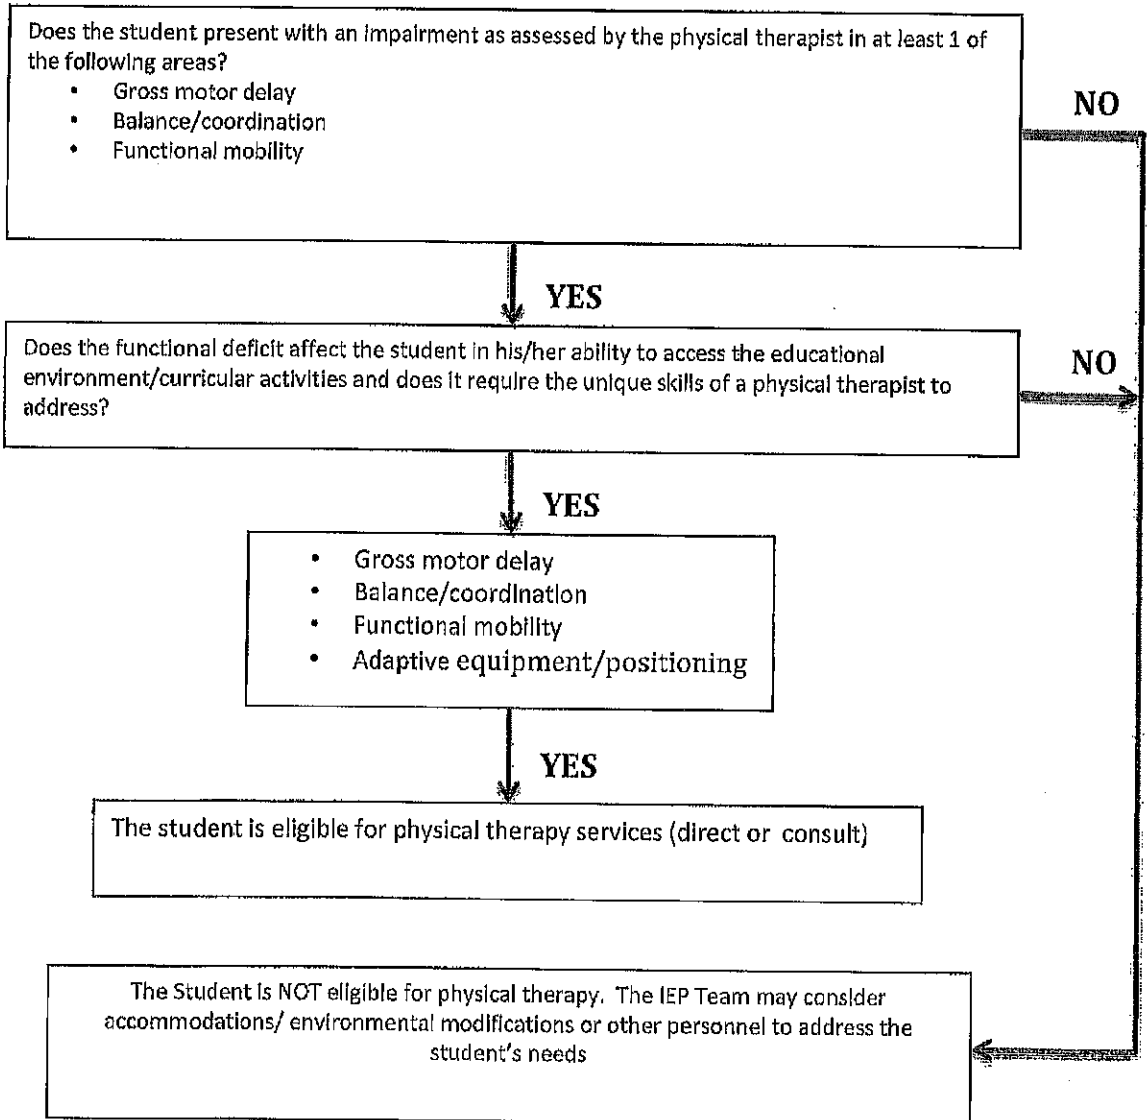 Does the student present with an impairment as assessed by the physical therapist in at least 1 of
the following areas?
• Gross motor delay
• Balance/coordination
• Functional mobility
NO
YES
Does the functional deficit affect the student in his/her ability to access the educational
environment/curricular activities and does it require the unique skills of a physical therapist to
address?
NO
YES
• Gross motor delay
• Balance/coordination
• Functional mobility
• Adaptive equipment/positioning
YES
The student is eligible for physical therapy services (direct or consult)
The Student is NOT eligible for physical therapy. The IEP Team may consider
accommodations/ environmental modifications or other personnel to address the
student's needs